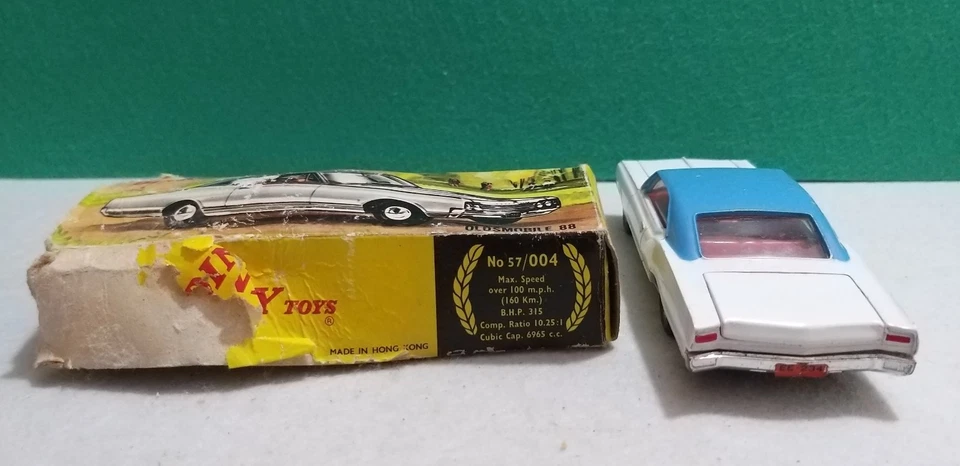 OLDSMOBILE 88
NNY TOYS
®
MADE IN HONG KONG
No 57/004
Max. Speed
over 100 m.p.h.
(160 Km.)
B.H.P. 315
Comp. Ratio 10.25:1
Cubic Cap. 6965 c.c.